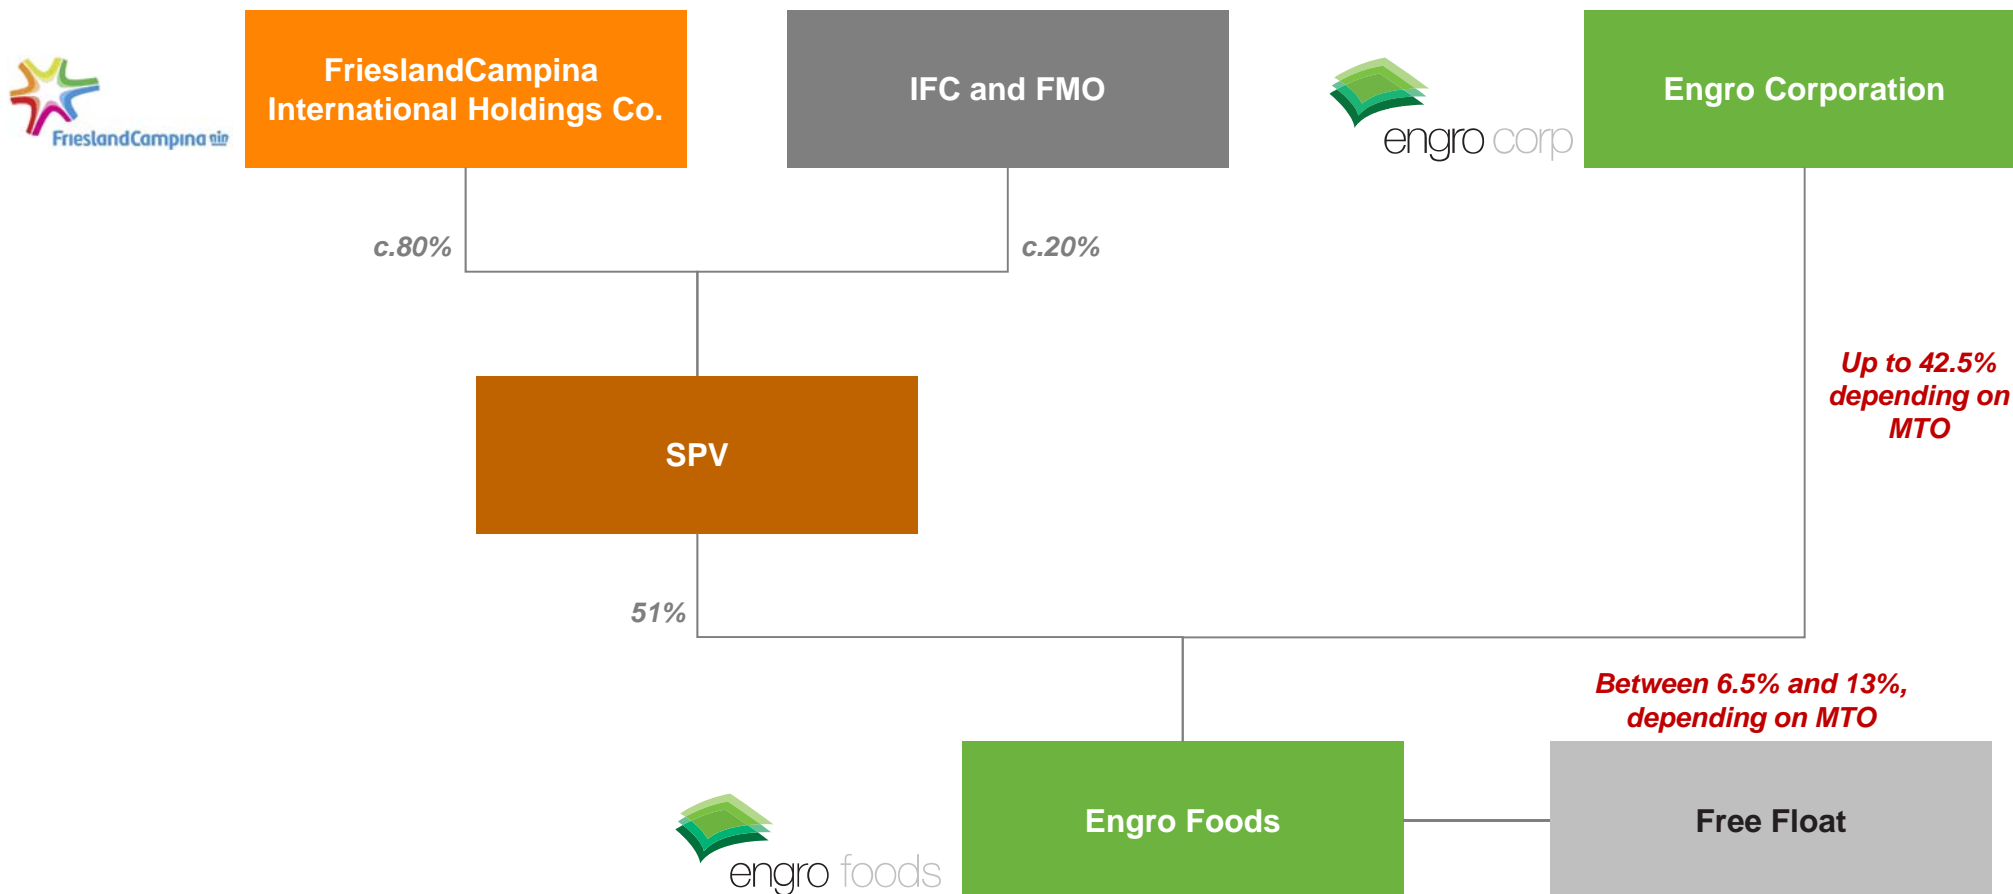 FrieslandCampina
International Holdings Co.
IFC and FMO
Engro Corporation
FrieslandCampina
engro corp
c.80%
c.20%
Up to 42.5%
depending on
MTO
SPV
51%
Between 6.5% and 13%,
depending on MTO
Engro Foods
Free Float
engro foods